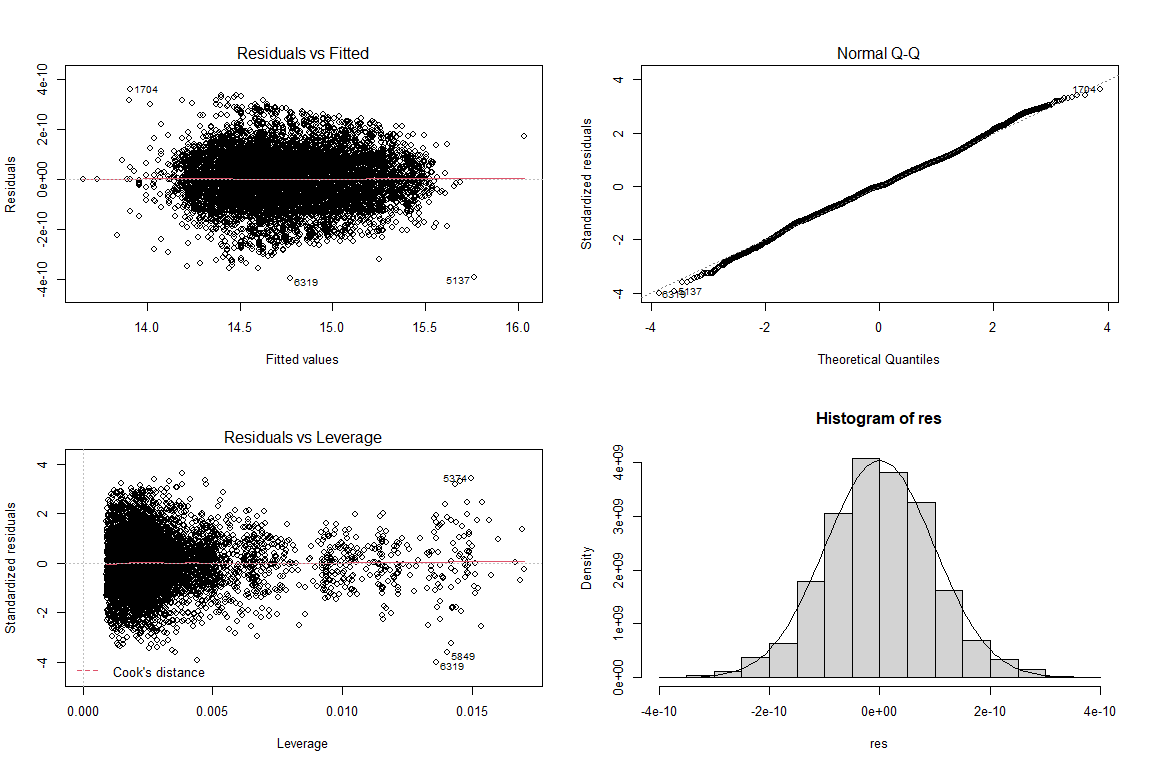 Residuals vs Fitted
Residuals
4e-10
2e-10
0e+00
-2e-10
-4e-10
1704
6319
5137
14.0
14.5
15.0
15.5
16.0
Fitted values
Normal Q-Q
Standardized residuals
4
2
0
-2
-4
1704
5137
6319
-4
-2
0
2
4
Theoretical Quantiles
Residuals vs Leverage
Standardized residuals
4
2
0
-2
-4
5374
5849
6319
Cook's distance
0.000
0.005
0.010
0.015
Leverage
Histogram of res
Density
4e+09
3e+09
2e+09
1e+09
0e+00
-4e-10
-2e-10
0e+00
2e-10
4e-10
res